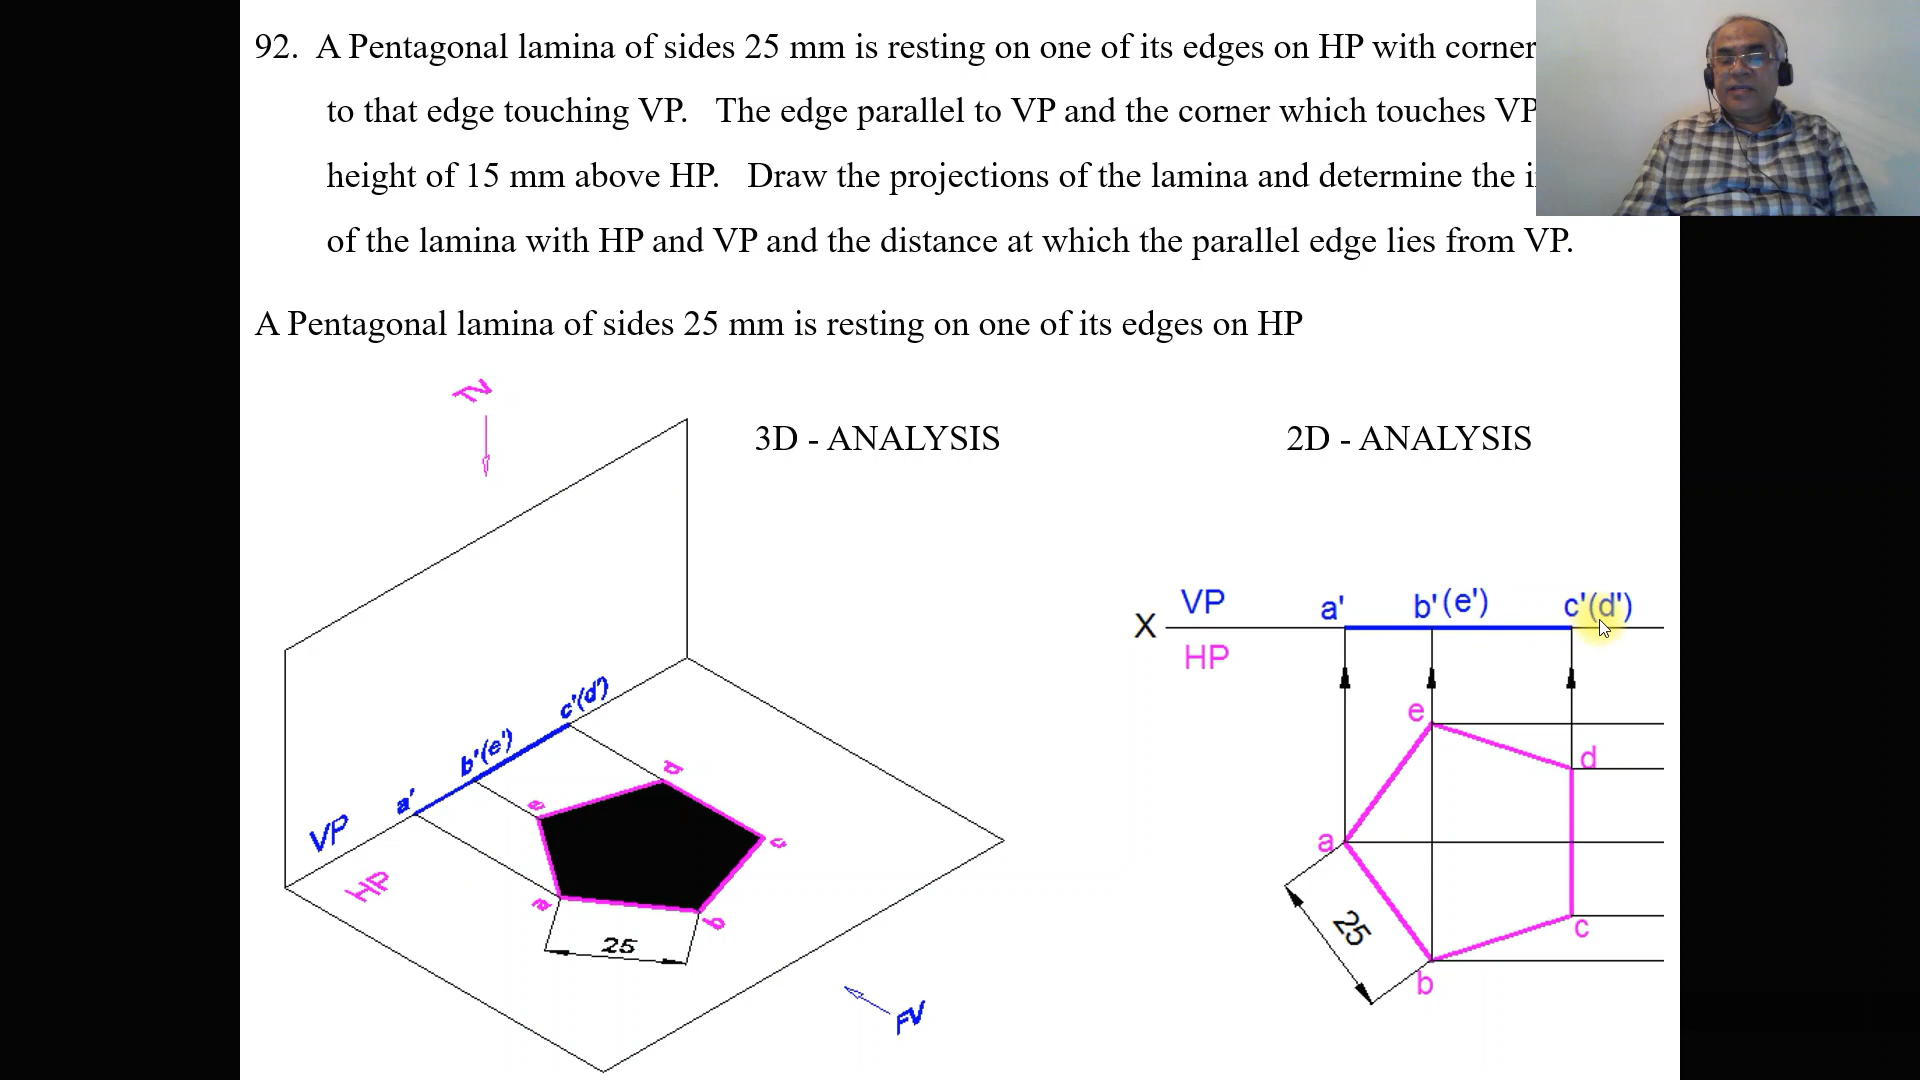 92. A Pentagonal lamina of sides 25 mm is resting on one of its edges on HP with corner
to that edge touching VP. The edge parallel to VP and the corner which touches VP
height of 15 mm above HP. Draw the projections of the lamina and determine the
of the lamina with HP and VP and the distance at which the parallel edge lies from VP.
A Pentagonal lamina of sides 25 mm is resting on one of its edges on HP
3D - ANALYSIS
2D - ANALYSIS
c'(d')
b'(e')
a'
VP
HP
e
d
c
a
b
25
FV
VP
X
HP
a'
b'(e')
c'(d')
e
d
a
c
b
25